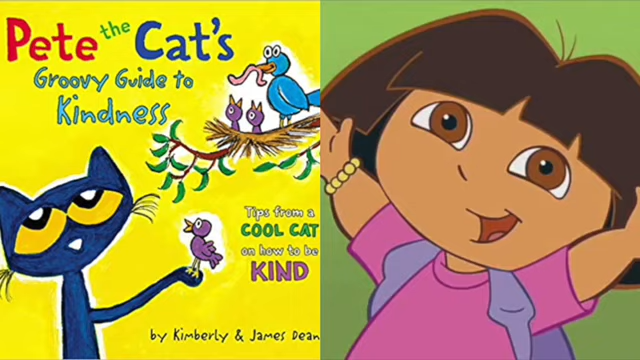 Pete the Cat's
Groovy Guide to
Kindness
Tips from a
COOL CAT
on how to be
KIND
by Kimberly & James Dean